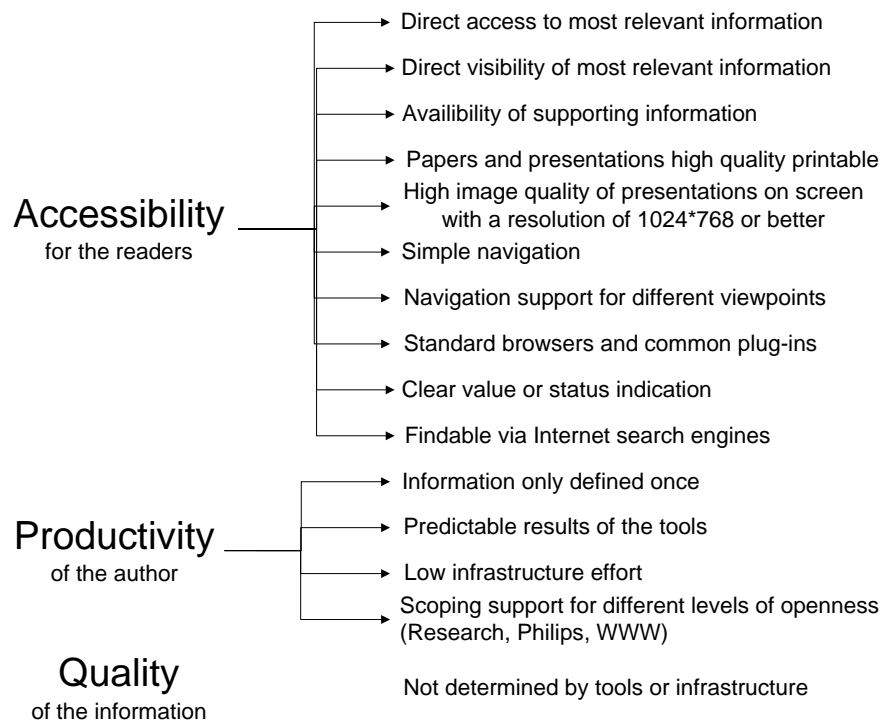 Direct access to most relevant information
Direct visibility of most relevant information
Availibility of supporting information
Papers and presentations high quality printable
High image quality of presentations on screen
with a resolution of 1024*768 or better
Accessibility
for the readers
Simple navigation
Navigation support for different viewpoints
Standard browsers and common plug-ins
Clear value or status indication
Findable via Internet search engines
Information only defined once
Productivity
of the author
Predictable results of the tools
Low infrastructure effort
Scoping support for different levels of openness
(Research, Philips, WWW)
Quality
of the information
Not determined by tools or infrastructure